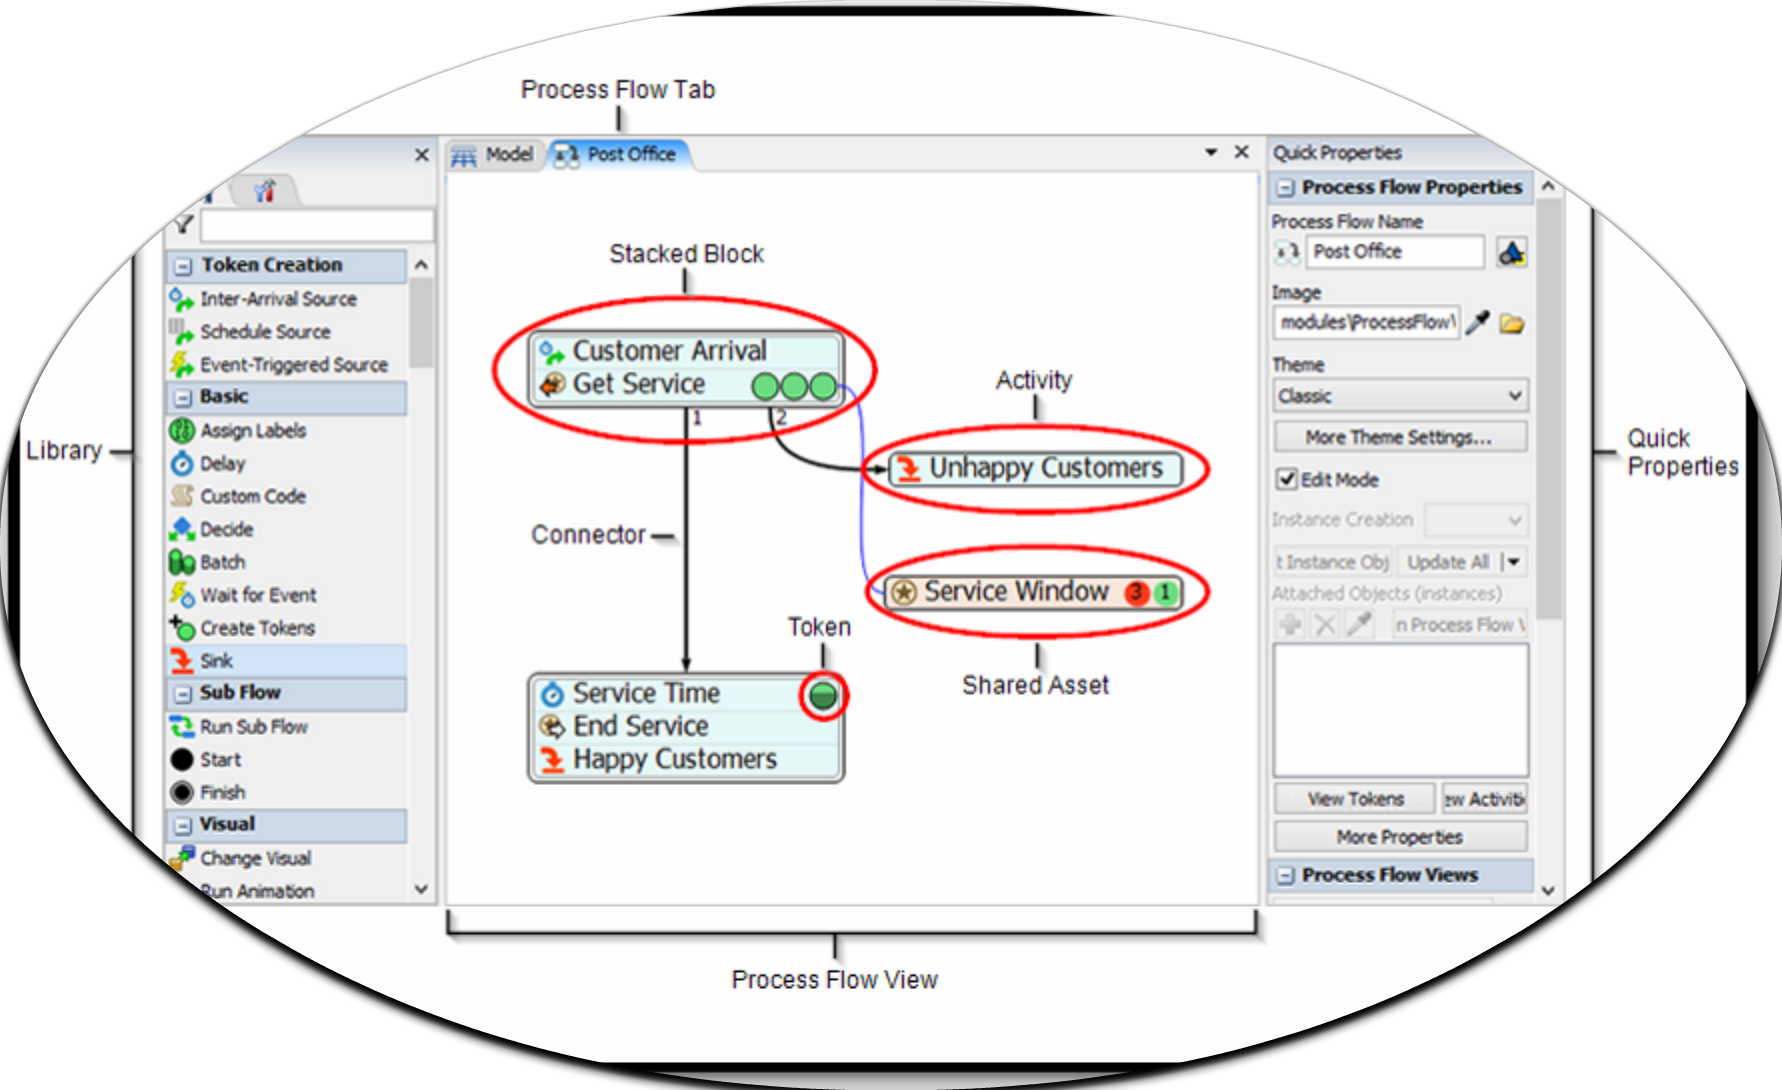 Process Flow Tab
Model
Post Office
Quick Properties
Process Flow Properties
Process Flow Name
Post Office
Image
modules\ProcessFlow\
Theme
Classic
More Theme Settings...
Edit Mode
Instance Creation
t Instance Obj
Update All
Attached Objects (instances)
n Process Flow \
View Tokens
ew Activiti
More Properties
Process Flow Views
Token Creation
Inter-Arrival Source
Schedule Source
Event-Triggered Source
Basic
Assign Labels
Delay
Custom Code
Decide
Batch
Wait for Event
Create Tokens
Sink
Sub Flow
Run Sub Flow
Start
Finish
Visual
Change Visual
Run Animation
Library
Stacked Block
Customer Arrival
Get Service
1
2
Activity
Unhappy Customers
Connector
Service Window 3 1
Token
Shared Asset
Service Time
End Service
Happy Customers
Quick
Properties
Process Flow View